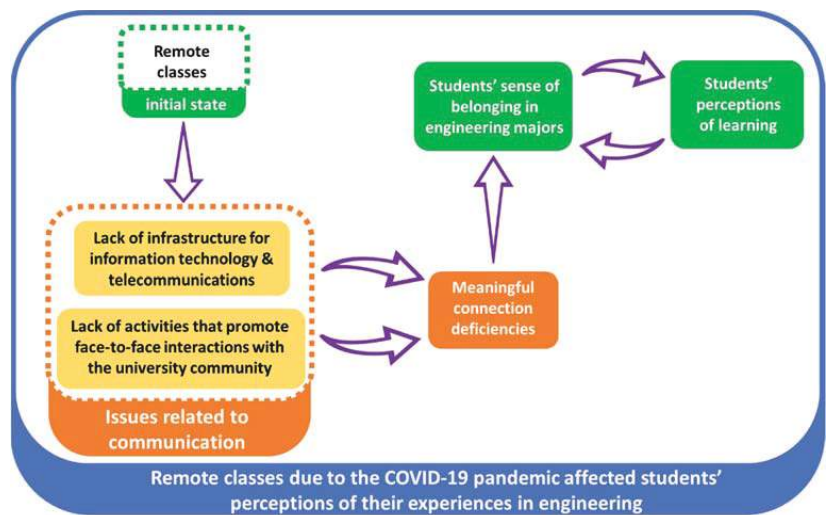 Remote
classes
initial state
Students' sense of
belonging in
engineering majors
Students'
perceptions
of learning
Lack of infrastructure for
information technology &
telecommunications
Lack of activities that promote
face-to-face interactions with
the university community
Issues related to
communication
Meaningful
connection
deficiencies
Remote classes due to the COVID-19 pandemic affected students'
perceptions of their experiences in engineering